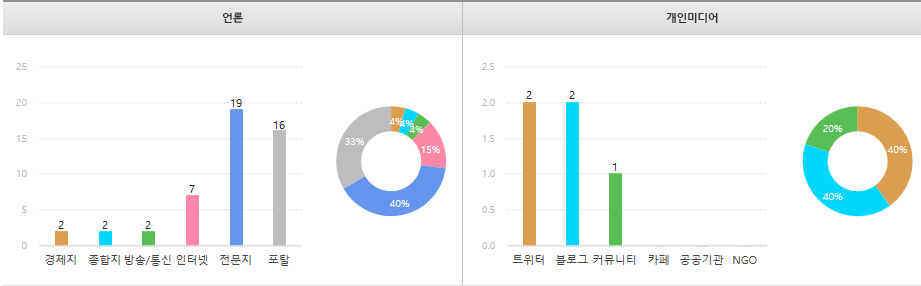 언론
개인미디어
25
20
15
10
5
0
2
2
2
7
19
16
경제지
종합지
방송/통신
인터넷
전문지
포탈
4%
4%
4%
15%
40%
33%
2.5
2.0
1.5
1.0
0.5
0.0
2
2
1
트위터
블로그
커뮤니티
카페
공공기관
NGO
40%
40%
20%